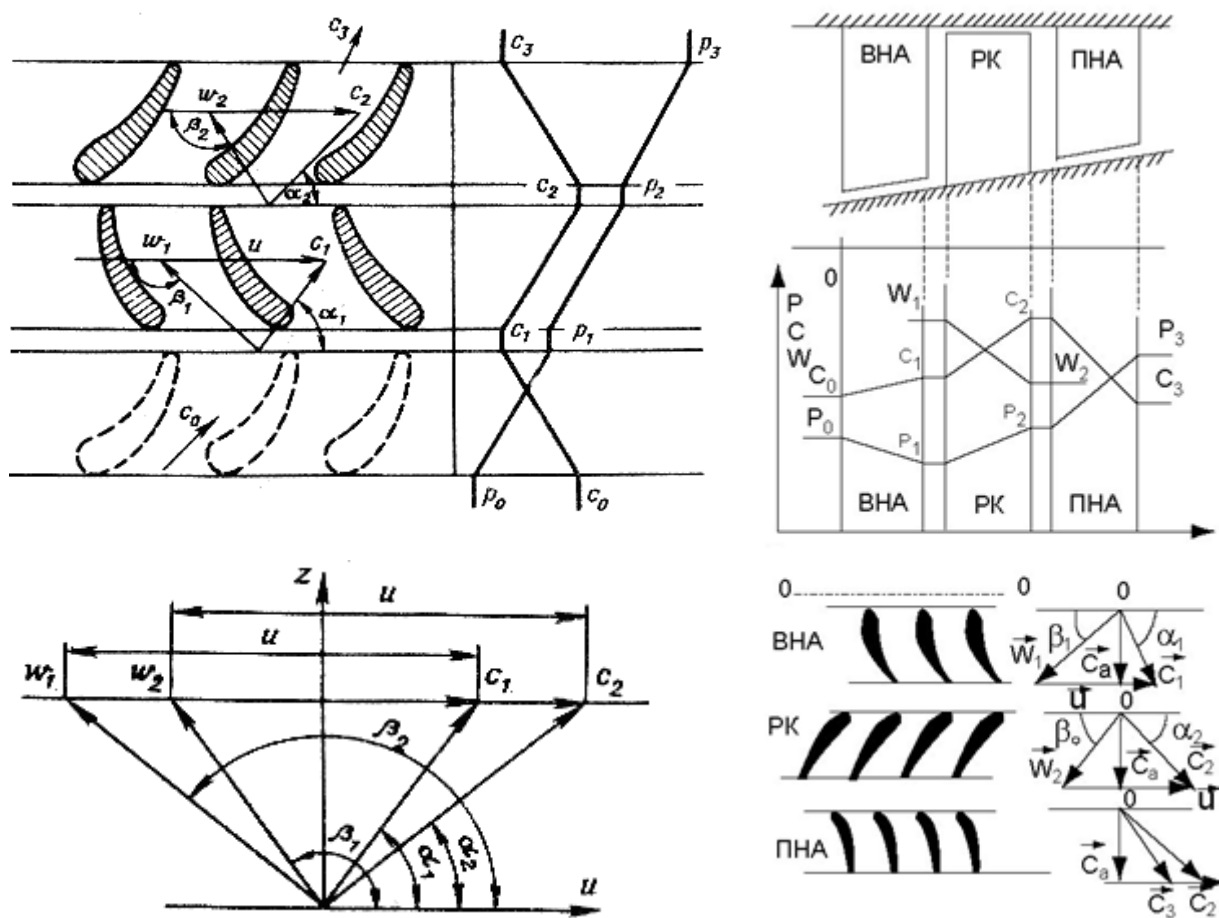 c₃
w₂
c₂
β₂
α₂
w₁
u
c₁
β₁
α₁
c₀
c₃
p₃
c₂
p₂
c₁
p₁
p₀
c₀
ВНА
РК
ПНА
0
P
C
W
W₁
C₂
C₁
C₀
W₂
P₃
C₃
P₀
P₁
P₂
ВНА
РК
ПНА
z
u
u
w₁
w₂
c₁
c₂
β₂
β₁
α₁
α₂
u
0
0
0
ВНА
β₁
α₁
W₁
Cₐ
C₁
u
0
РК
α₂
W₂
Cₐ
C₂
u
0
ПНА
Cₐ
C₃
C₂